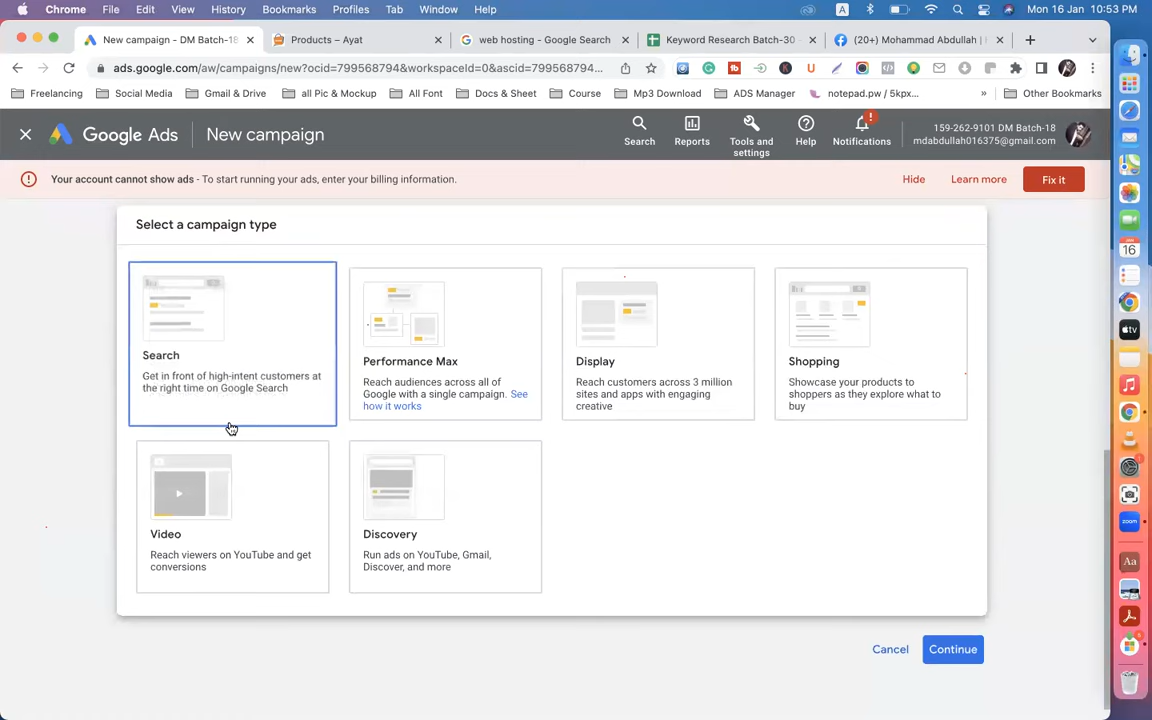 Chrome File Edit View History Bookmarks Profiles Tab Window Help A Mon 16 Jan 10:53 PM
New campaign - DM Batch-18 Products – Ayat web hosting - Google Search Keyword Research Batch-30 (20+) Mohammad Abdullah |
ads.google.com/aw/campaigns/new?ocid=799568794&workspaceId=0&ascid=799568794...
Freelancing Social Media Gmail & Drive all Pic & Mockup All Font Docs & Sheet Course Mp3 Download ADS Manager notepad.pw / 5kpx... » Other Bookmarks
Google Ads New campaign
Search Reports Tools and settings Help Notifications
159-262-9101 DM Batch-18
mdabdullah016375@gmail.com
Your account cannot show ads - To start running your ads, enter your billing information. Hide Learn more Fix it
Select a campaign type
Search
Get in front of high-intent customers at
the right time on Google Search
Performance Max
Reach audiences across all of
Google with a single campaign. See
how it works
Display
Reach customers across 3 million
sites and apps with engaging
creative
Shopping
Showcase your products to
shoppers as they explore what to
buy
Video
Reach viewers on YouTube and get
conversions
Discovery
Run ads on YouTube, Gmail,
Discover, and more
Cancel Continue
16
tv
zoom
Aa